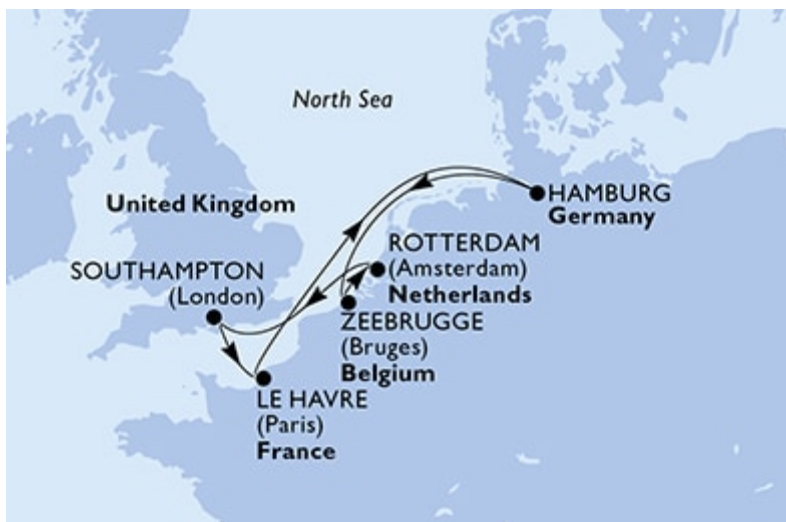 North Sea
United Kingdom
HAMBURG
Germany
ROTTERDAM
(Amsterdam)
Netherlands
SOUTHAMPTON
(London)
ZEEBRUGGE
(Bruges)
Belgium
LE HAVRE
(Paris)
France